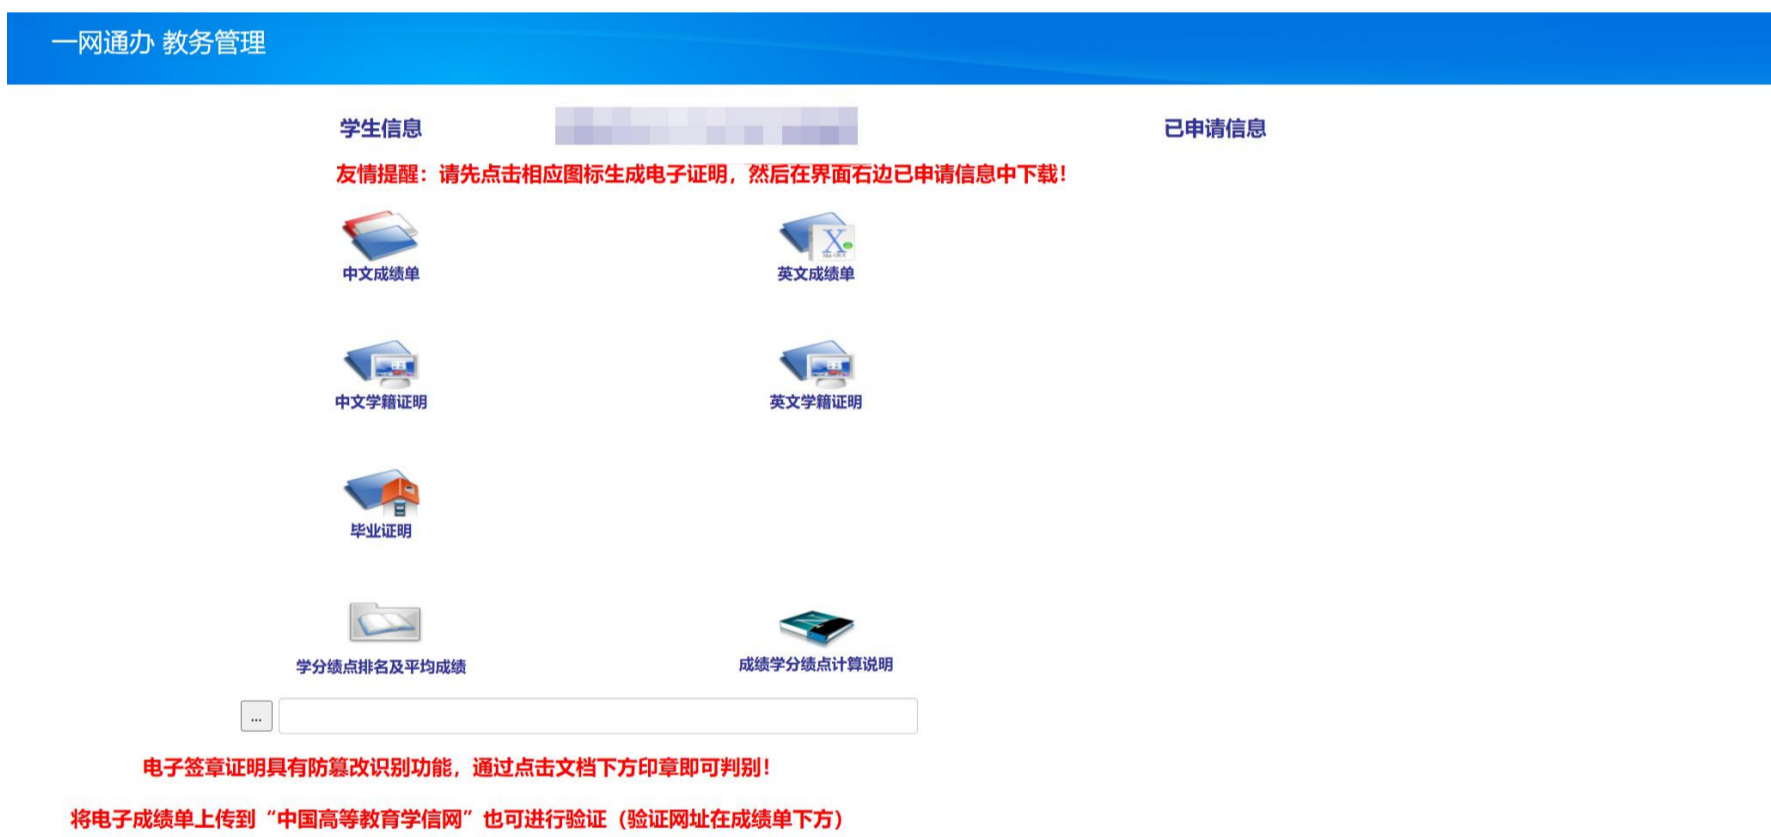 一网通办 教务管理
学生信息
已申请信息
友情提醒：请先点击相应图标生成电子证明，然后在界面右边已申请信息中下载！
中文成绩单
英文成绩单
中文学籍证明
英文学籍证明
毕业证明
学分绩点排名及平均成绩
成绩学分绩点计算说明
...
电子签章证明具有防篡改识别功能，通过点击文档下方印章即可判别！
将电子成绩单上传到“中国高等教育学信网”也可进行验证（验证网址在成绩单下方）